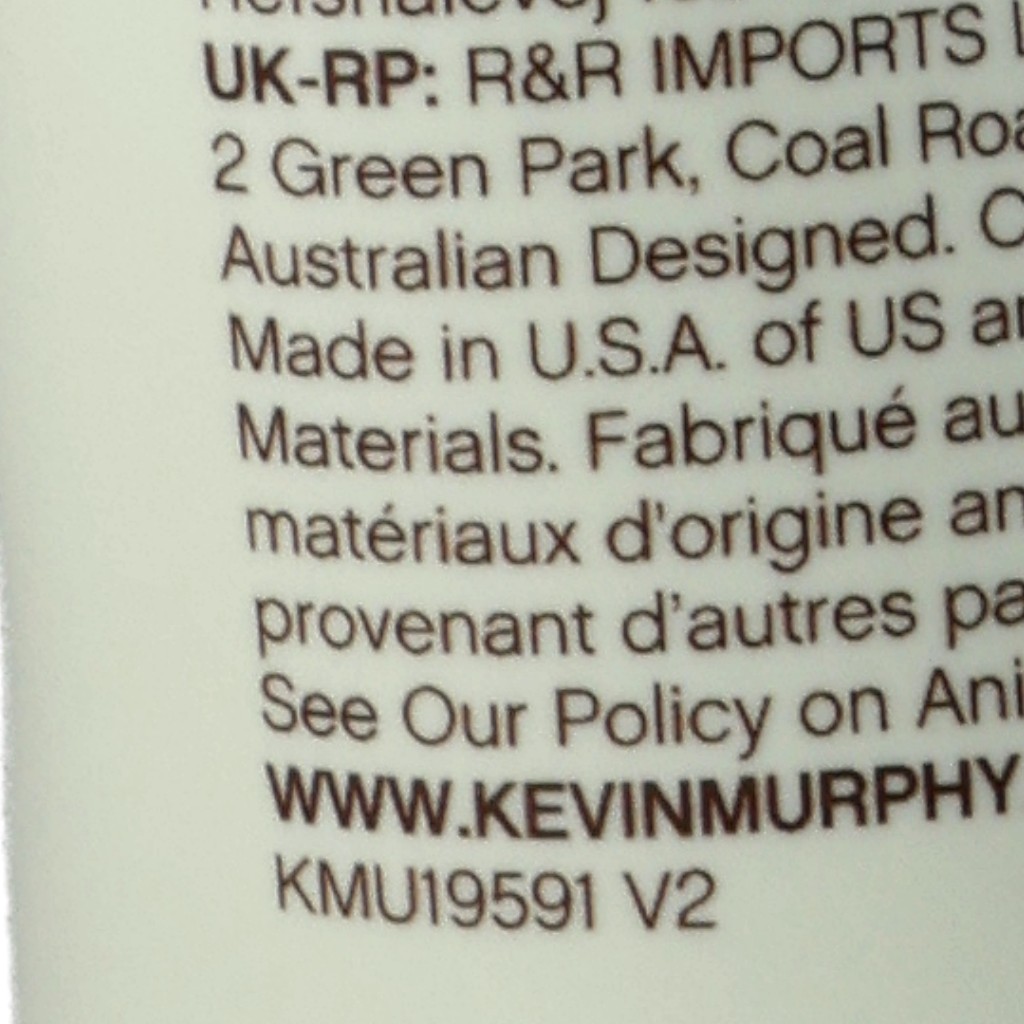 UK-RP: R&R IMPORTS
2 Green Park, Coal
Australian Designed.
Made in U.S.A. of US
Materials. Fabriqué au
matériaux d'origine
provenant d'autres
See Our Policy on
WWW.KEVINMURPHY
KMU19591 V2